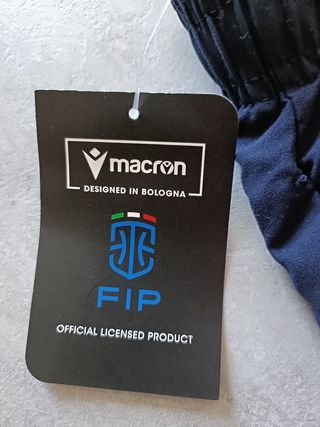 macron
DESIGNED IN BOLOGNA
FIP
OFFICIAL LICENSED PRODUCT